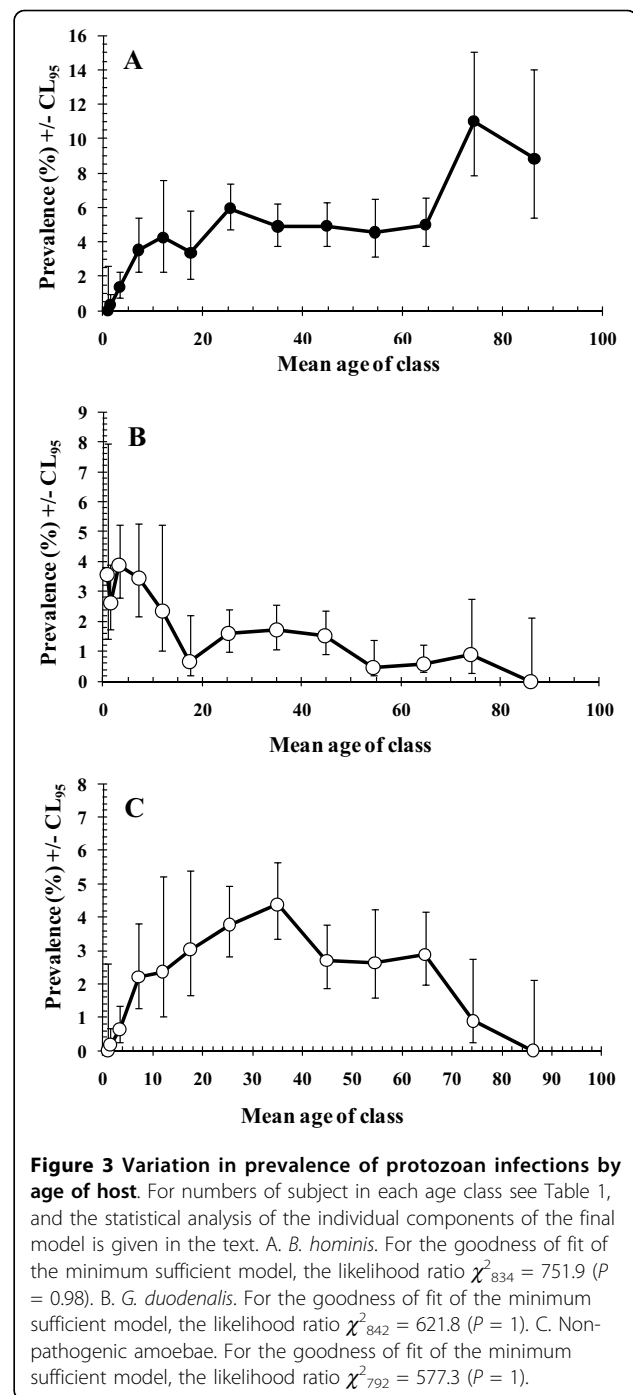 A
Prevalence (%) +/- CL95
16
14
12
10
8
6
4
2
0
0 20 40 60 80 100
Mean age of class
B
Prevalence (%) +/- CL95
9
8
7
6
5
4
3
2
1
0
0 20 40 60 80 100
Mean age of class
C
Prevalence (%) +/- CL95
8
7
6
5
4
3
2
1
0
0 10 20 30 40 50 60 70 80 90 100
Mean age of class
Figure 3 Variation in prevalence of protozoan infections by
age of host. For numbers of subject in each age class see Table 1,
and the statistical analysis of the individual components of the final
model is given in the text. A. B. hominis. For the goodness of fit of
the minimum sufficient model, the likelihood ratio χ²834 = 751.9 (P
= 0.98). B. G. duodenalis. For the goodness of fit of the minimum
sufficient model, the likelihood ratio χ²842 = 621.8 (P = 1). C. Non-
pathogenic amoebae. For the goodness of fit of the minimum
sufficient model, the likelihood ratio χ²792 = 577.3 (P = 1).